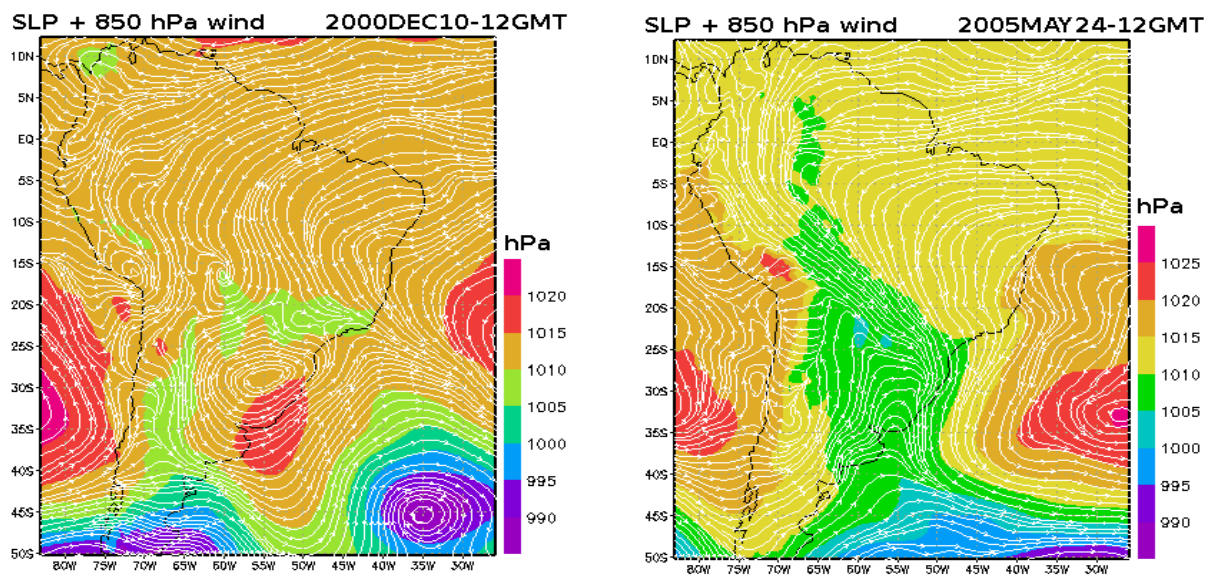 SLP + 850 hPa wind 2000DEC10-12GMT
10N
5N
EQ
5S
10S
15S
20S
25S
30S
35S
40S
45S
50S
80W 75W 70W 65W 60W 55W 50W 45W 40W 35W 30W
hPa
1020
1015
1010
1005
1000
995
990
SLP + 850 hPa wind 2005MAY24-12GMT
10N
5N
EQ
5S
10S
15S
20S
25S
30S
35S
40S
45S
50S
80W 75W 70W 65W 60W 55W 50W 45W 40W 35W 30W
hPa
1025
1020
1015
1010
1005
1000
995
990